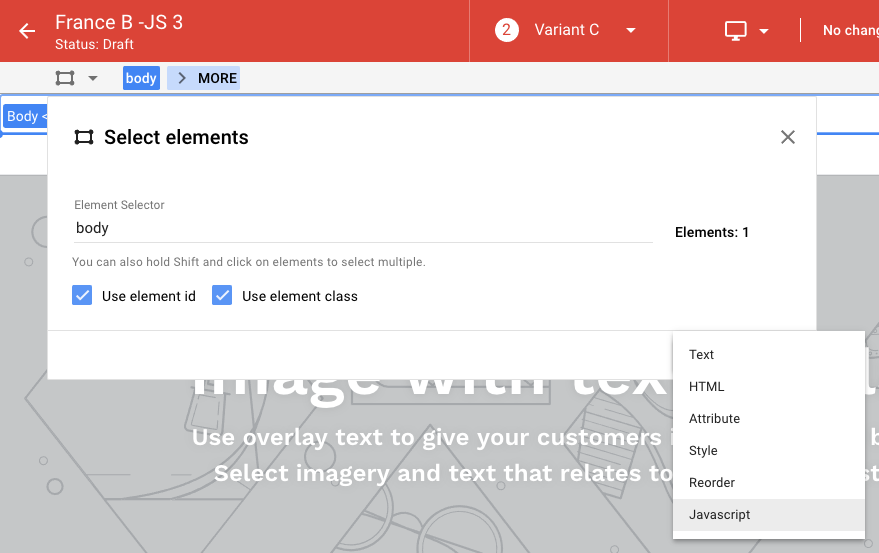 France B -JS 3
Status: Draft
2
Variant C
No chang
body
MORE
Body <
Select elements
Element Selector
body
Elements: 1
You can also hold Shift and click on elements to select multiple.
Use element id
Use element class
Text
HTML
Attribute
Style
Reorder
Javascript
Image with tex
Use overlay text to give your customers i
Select imagery and text that relates to